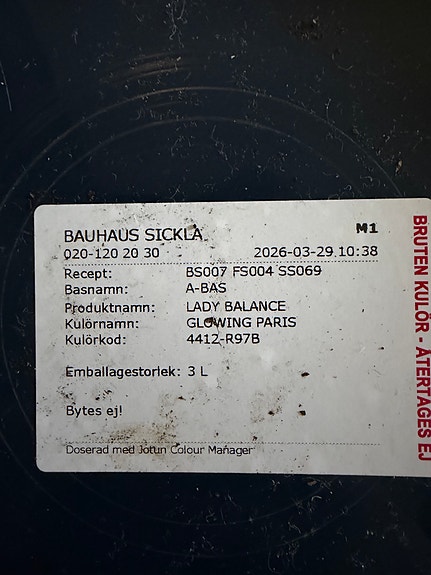 BAUHAUS SICKLA
M1
020-120 20 30 2026-03-29 10:38
Recept: BS007 FS004 SS069
Basnamn: A-BAS
Produktnamn: LADY BALANCE
Kulörnamn: GLOWING PARIS
Kulörkod: 4412-R97B
Emballagestorlek: 3 L
Bytes ej!
Doserad med Jotun Colour Manager
BRUTEN KULÖR - ÅTERTAGES EJ